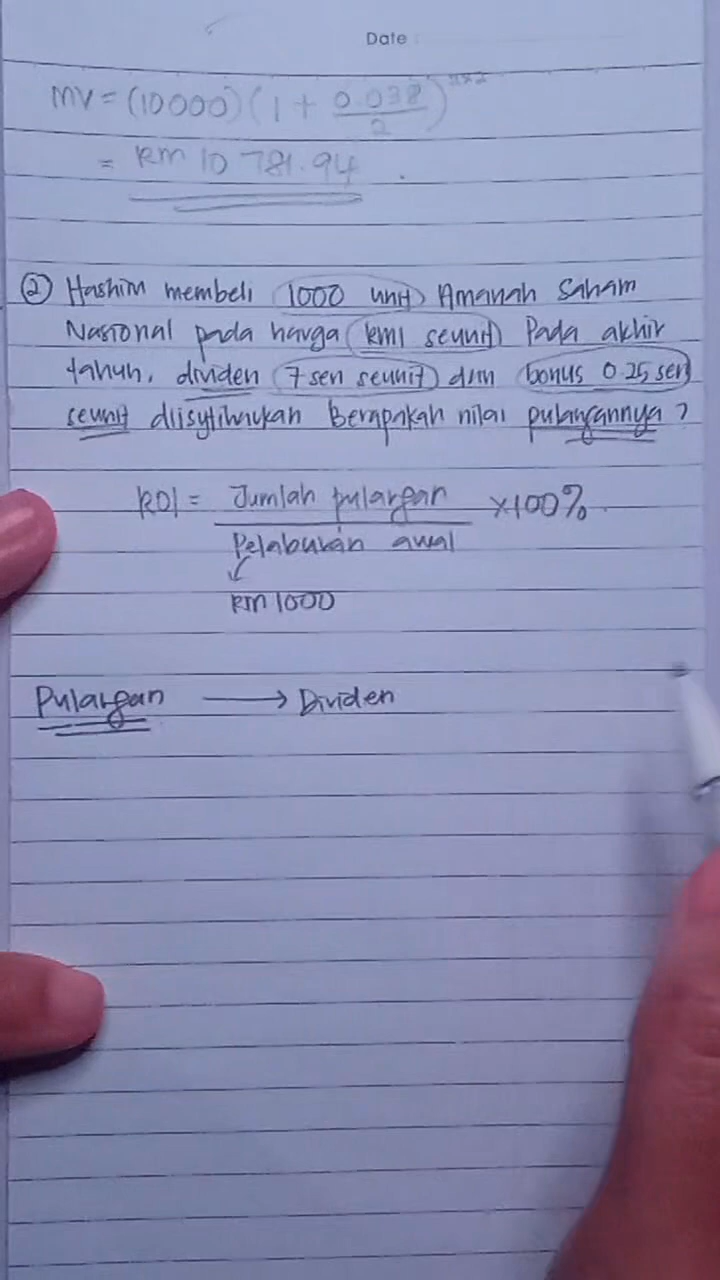 Date
MV = (10000)(1 + 0.038/2)
= RM 10 781.94
② Hashim membeli 1000 unit Amanah Saham
Nasional pada harga RM1 seunit Pada akhir
tahun, dividen 7 sen seunit dan bonus 0.25 sen
seunit diisytiharkan Berapakah nilai pulangannya?
ROI = Jumlah pulangan × 100%
Pelaburan awal
RM 1000
Pulangan → Dividen